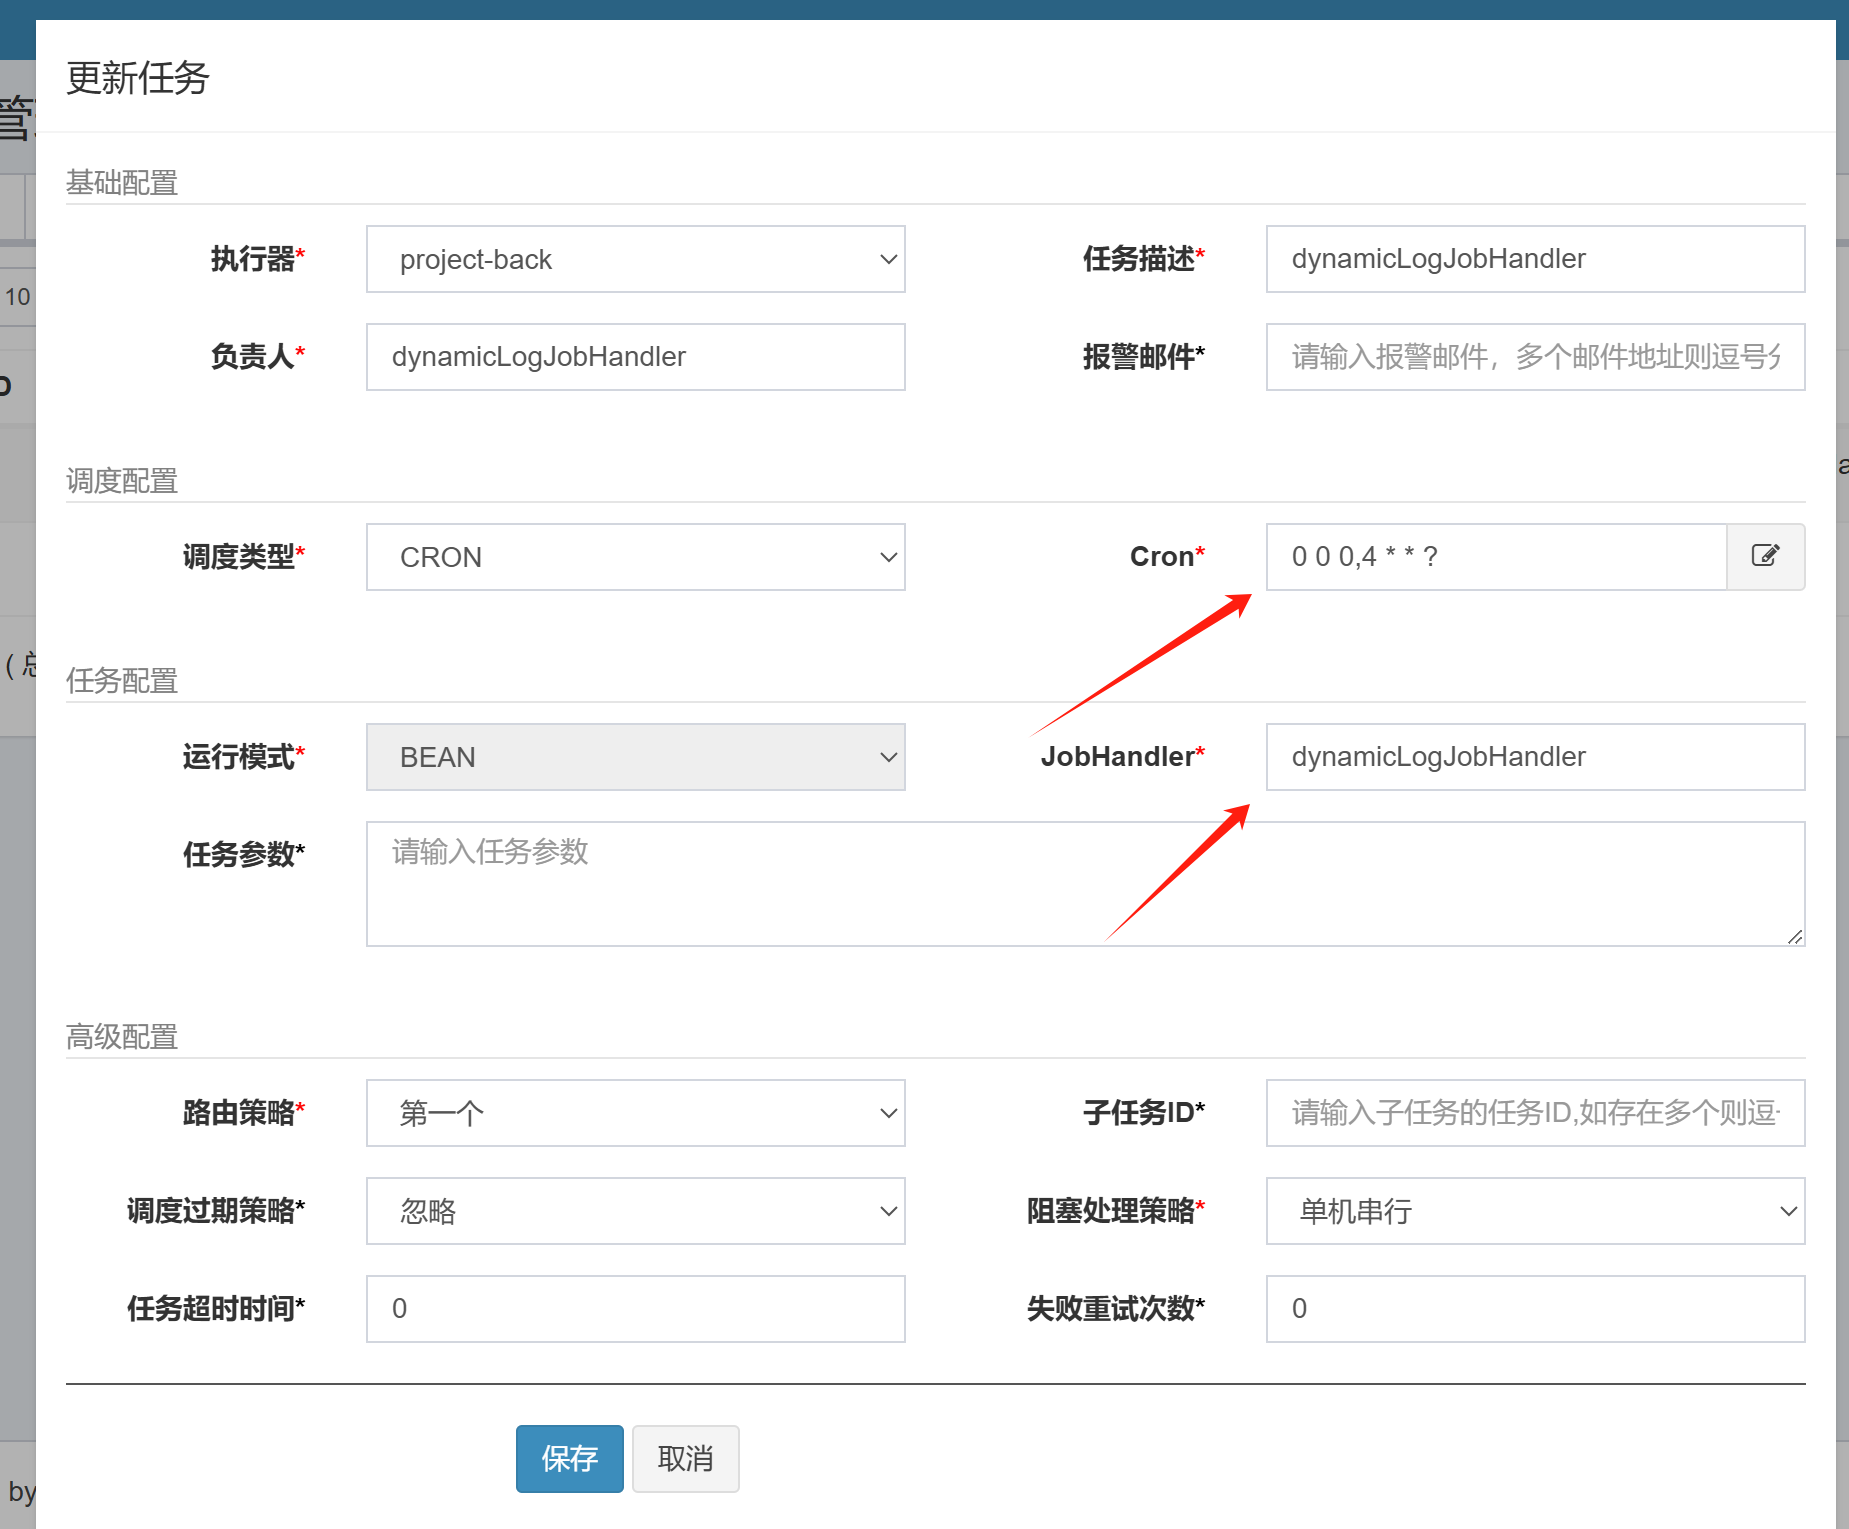 更新任务
管
基础配置
执行器* project-back 任务描述* dynamicLogJobHandler
10
负责人* dynamicLogJobHandler 报警邮件* 请输入报警邮件，多个邮件地址则逗号分
调度配置
调度类型* CRON Cron* 0 0 0,4 * * ?
(总
任务配置
运行模式* BEAN JobHandler* dynamicLogJobHandler
任务参数* 请输入任务参数
高级配置
路由策略* 第一个 子任务ID* 请输入子任务的任务ID,如存在多个则逗
调度过期策略* 忽略 阻塞处理策略* 单机串行
任务超时时间* 0 失败重试次数* 0
保存 取消
by